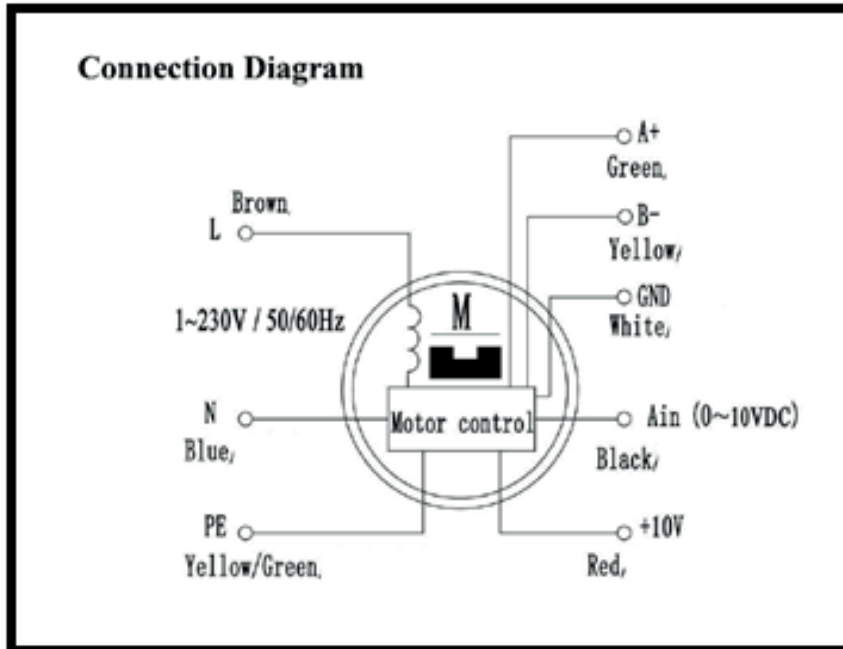 Connection Diagram
A+
Green,
Brown,
L
B-
Yellow,
1~230V / 50/60Hz
M
GND
White,
N
Blue,
Motor control
Ain (0~10VDC)
Black,
PE
Yellow/Green,
+10V
Red,